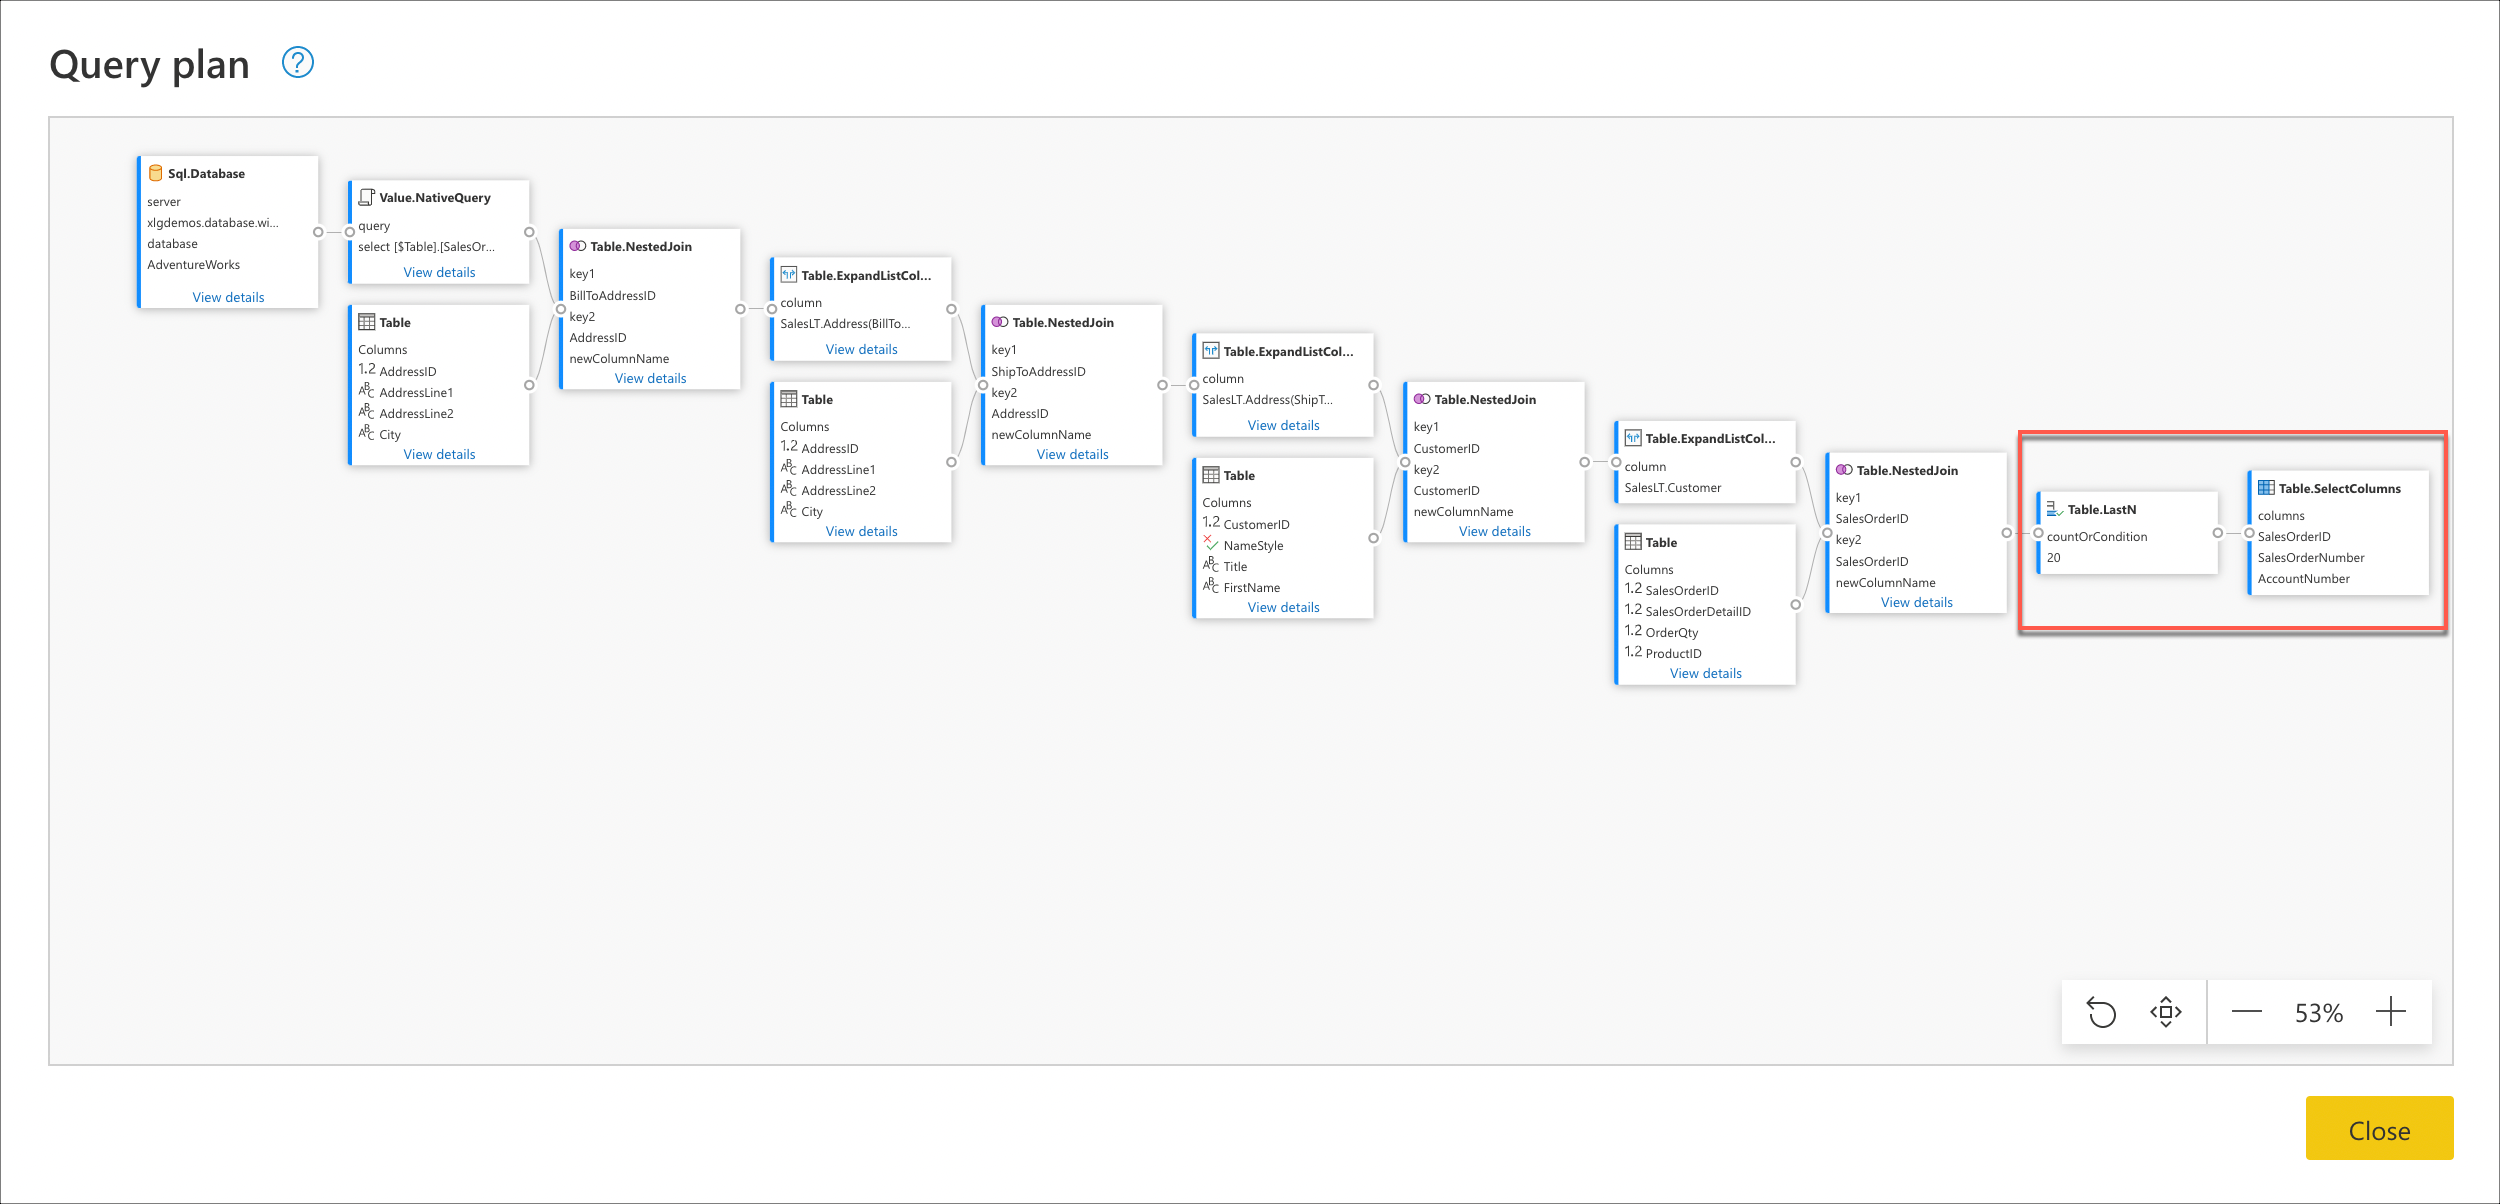 Query plan
Sql.Database
server
xlgdemos.database.wi...
database
AdventureWorks
View details
Value.NativeQuery
query
select [$Table].[SalesOr...
View details
Table
Columns
1.2 AddressID
ABC AddressLine1
ABC AddressLine2
ABC City
View details
Table.NestedJoin
key1
BillToAddressID
key2
AddressID
newColumnName
View details
Table.ExpandListCol...
column
SalesLT.Address(BillTo...
View details
Table
Columns
1.2 AddressID
ABC AddressLine1
ABC AddressLine2
ABC City
View details
Table.NestedJoin
key1
ShipToAddressID
key2
AddressID
newColumnName
View details
Table.ExpandListCol...
column
SalesLT.Address(ShipT...
View details
Table
Columns
1.2 CustomerID
NameStyle
ABC Title
ABC FirstName
View details
Table.NestedJoin
key1
CustomerID
key2
CustomerID
newColumnName
View details
Table.ExpandListCol...
column
SalesLT.Customer
Table
Columns
1.2 SalesOrderID
1.2 SalesOrderDetailID
1.2 OrderQty
1.2 ProductID
View details
Table.NestedJoin
key1
SalesOrderID
key2
SalesOrderID
newColumnName
View details
Table.LastN
countOrCondition
20
Table.SelectColumns
columns
SalesOrderID
SalesOrderNumber
AccountNumber
53%
Close